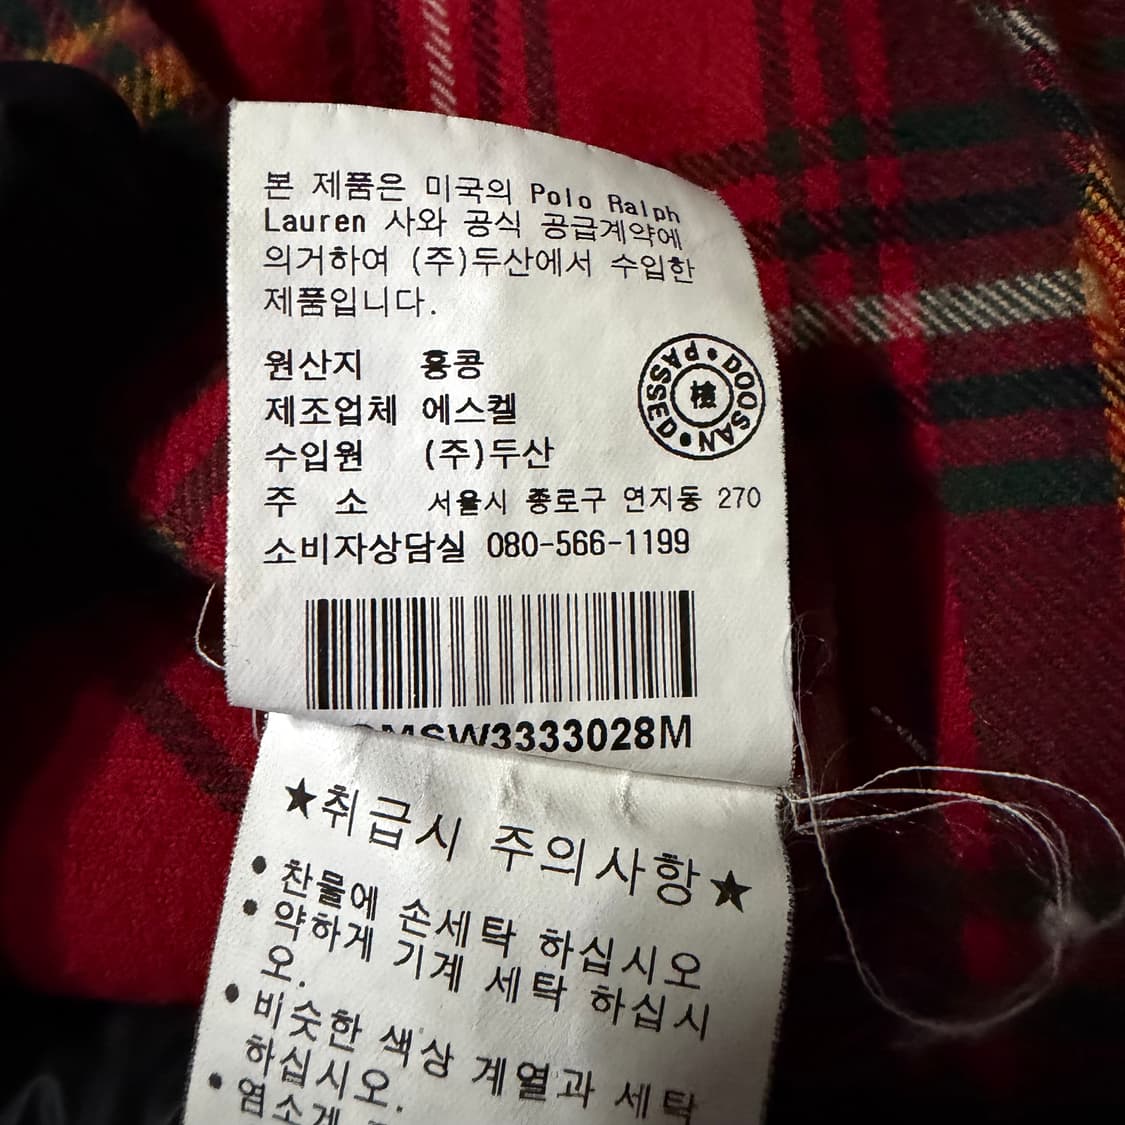 본 제품은 미국의 Polo Ralph
Lauren 사와 공식 공급계약에
의거하여 (주)두산에서 수입한
제품입니다.
원산지 홍콩
제조업체 에스켈
수입원 (주)두산
주 소 서울시 종로구 연지동 270
소비자상담실 080-566-1199
DOOSAN • PASSED •
檢
MSW3333028M
★취급시 주의사항★
• 찬물에 손세탁 하십시오
• 약하게 기계 세탁 하십시
오.
• 비슷한 색상 계열과 세탁
하십시오.
• 염소계